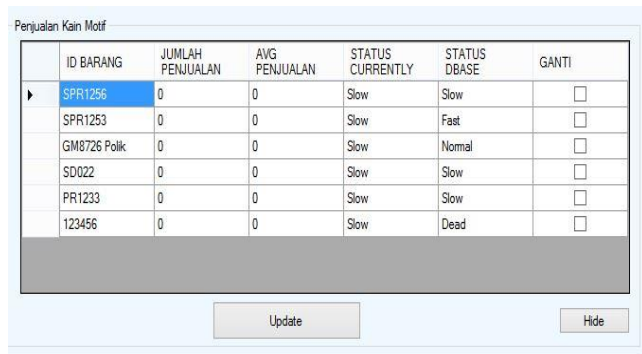 Penjualan Kain Motif
ID BARANG JUMLAH PENJUALAN AVG PENJUALAN STATUS CURRENTLY STATUS DBASE GANTI
SPR1256 0 0 Slow Slow
SPR1253 0 0 Slow Fast
GM8726 Polik 0 0 Slow Normal
SD022 0 0 Slow Slow
PR1233 0 0 Slow Slow
123456 0 0 Slow Dead
Update Hide